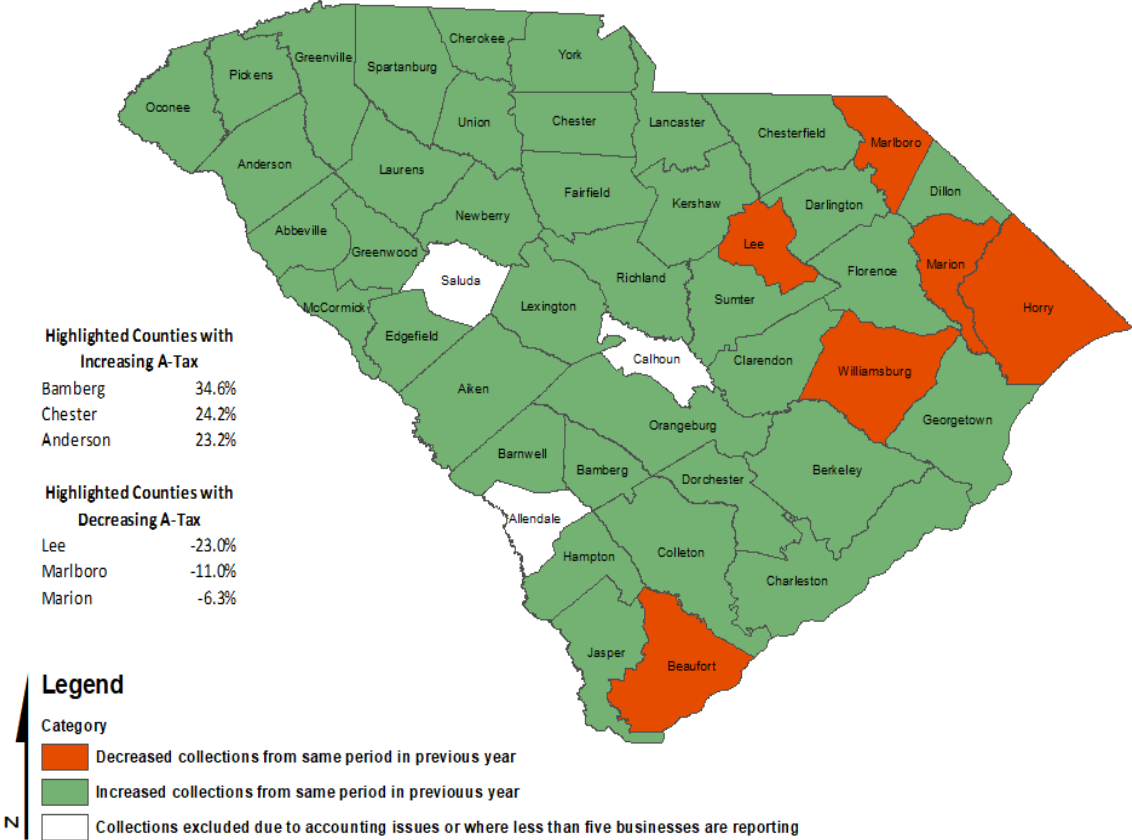 Cherokee
York
Greenville
Spartanburg
Pickens
Oconee
Union
Chester
Lancaster
Chesterfield
Marlboro
Anderson
Laurens
Fairfield
Kershaw
Darlington
Dillon
Newberry
Abbeville
Greenwood
Lee
Saluda
Richland
Florence
Marion
McCormick
Lexington
Sumter
Horry
Edgefield
Calhoun
Clarendon
Williamsburg
Aiken
Orangeburg
Georgetown
Barnwell
Bamberg
Dorchester
Berkeley
Allendale
Hampton
Colleton
Charleston
Jasper
Beaufort
Highlighted Counties with
Increasing A-Tax
Bamberg 34.6%
Chester 24.2%
Anderson 23.2%
Highlighted Counties with
Decreasing A-Tax
Lee -23.0%
Marlboro -11.0%
Marion -6.3%
Legend
Category
Decreased collections from same period in previous year
Increased collections from same period in previouus year
Collections excluded due to accounting issues or where less than five businesses are reporting
N